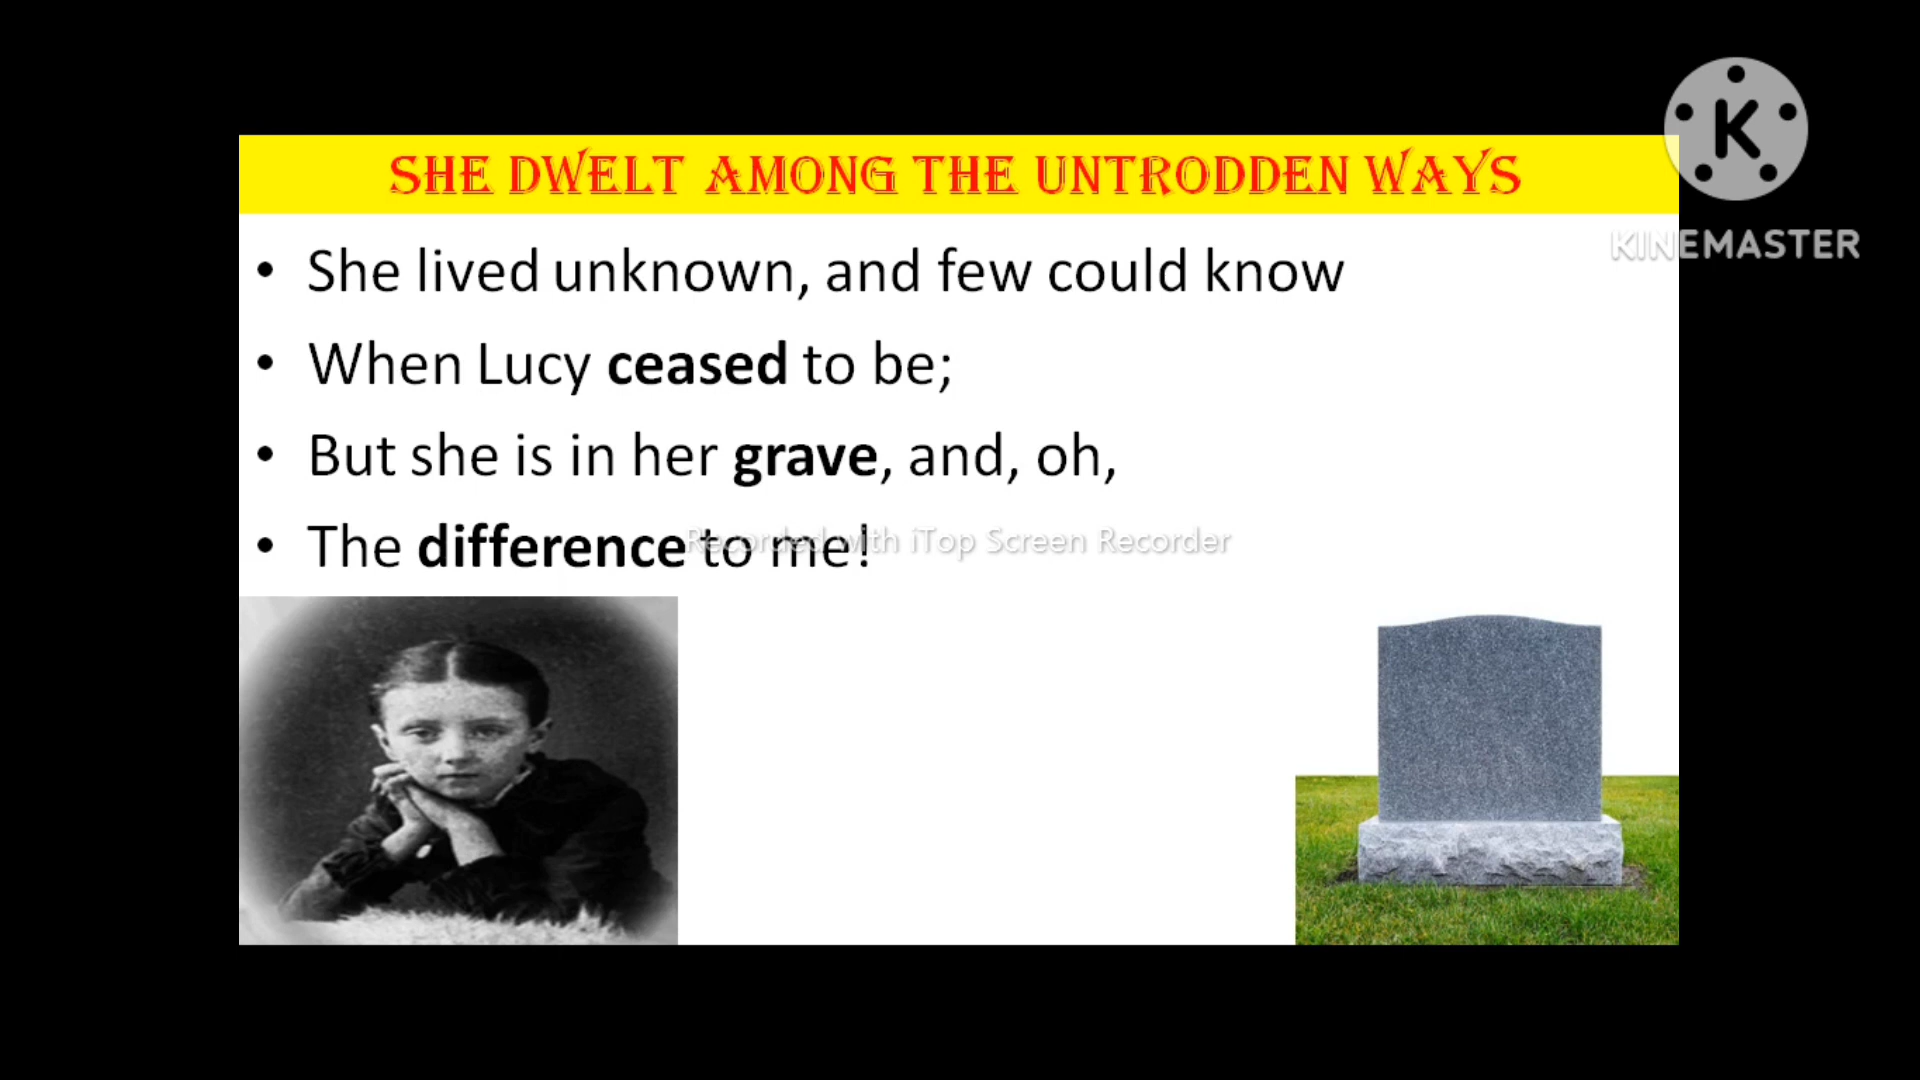 SHE DWELT AMONG THE UNTRODDEN WAYS
K
KINEMASTER
• She lived unknown, and few could know
• When Lucy ceased to be;
• But she is in her grave, and, oh,
• The difference to me!
Recorded with iTop Screen Recorder